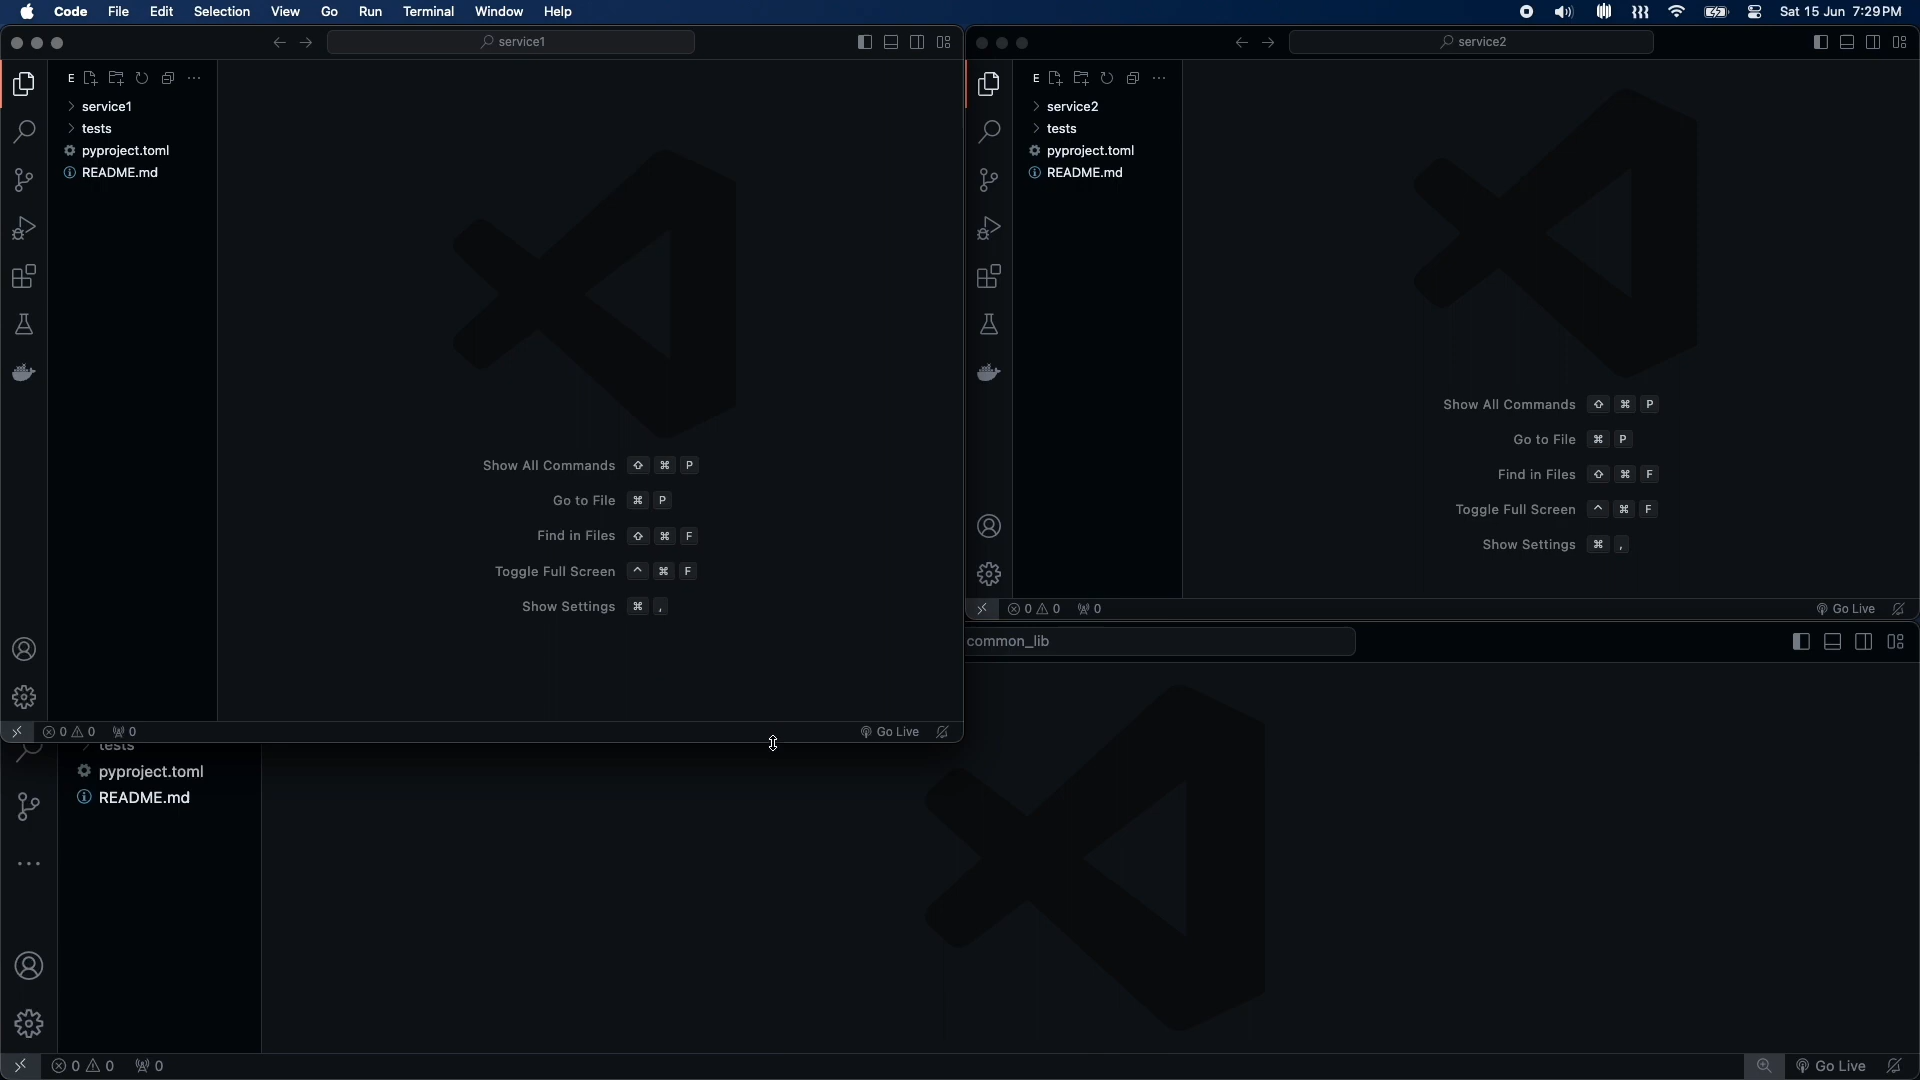 Code File Edit Selection View Go Run Terminal Window Help Sat 15 Jun 7:29 PM
service1
E
service1
tests
pyproject.toml
README.md
Show All Commands ⇧ ⌘ P
Go to File ⌘ P
Find in Files ⇧ ⌘ F
Toggle Full Screen ^ ⌘ F
Show Settings ⌘ ,
0 0 0 Go Live
service2
E
service2
tests
pyproject.toml
README.md
Show All Commands ⇧ ⌘ P
Go to File ⌘ P
Find in Files ⇧ ⌘ F
Toggle Full Screen ^ ⌘ F
Show Settings ⌘ ,
0 0 0 Go Live
common_lib
tests
pyproject.toml
README.md
0 0 0 Go Live